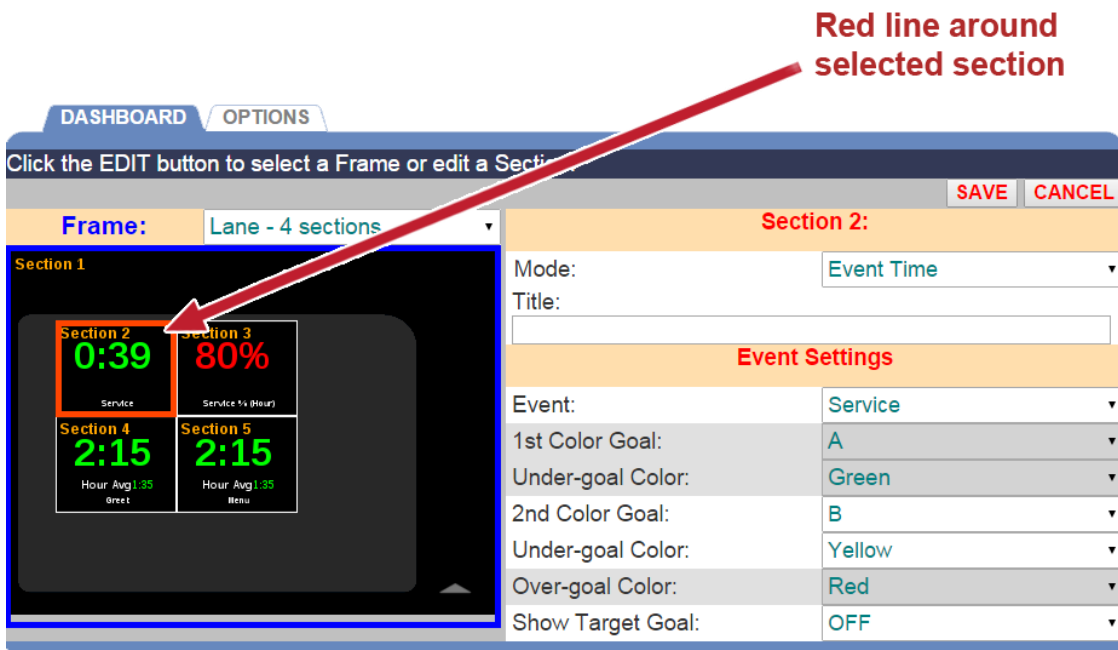 Red line around
selected section
DASHBOARD OPTIONS
Click the EDIT button to select a Frame or edit a
SAVE CANCEL
Frame: Lane - 4 sections
Section 2:
Section 1
Mode: Event Time
Title:
Section 2
0:39
Service
Section 3
80%
Service % (Hour)
Section 4
2:15
Hour Avg 1:35
Greet
Section 5
2:15
Hour Avg 1:35
Menu
Event Settings
Event: Service
1st Color Goal: A
Under-goal Color: Green
2nd Color Goal: B
Under-goal Color: Yellow
Over-goal Color: Red
Show Target Goal: OFF